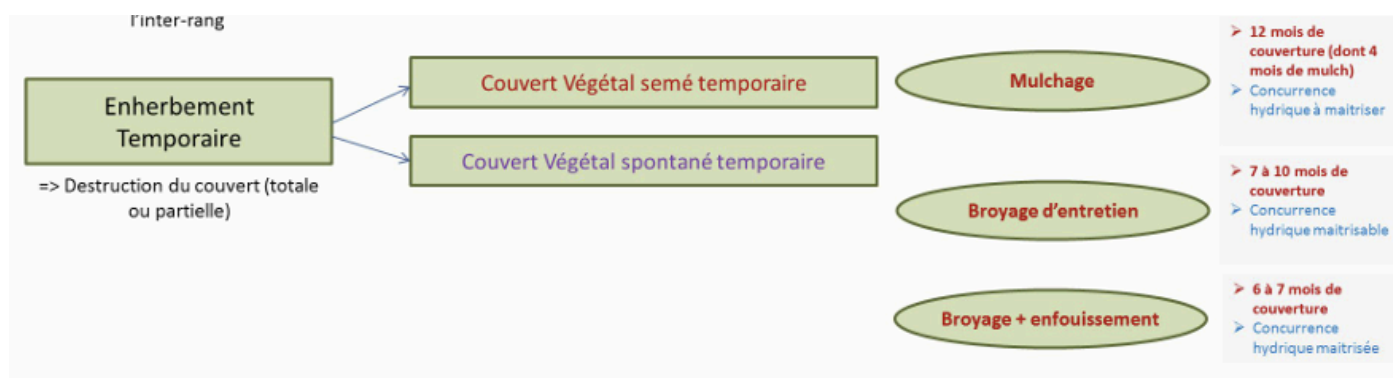 l'inter-rang
Enherbement
Temporaire
=> Destruction du couvert (totale
ou partielle)
Couvert Végétal semé temporaire
Couvert Végétal spontané temporaire
Mulchage
➢ 12 mois de
couverture (dont 4
mois de mulch)
➢ Concurrence
hydrique à maitriser
Broyage d'entretien
➢ 7 à 10 mois de
couverture
➢ Concurrence
hydrique maitrisable
Broyage + enfouissement
➢ 6 à 7 mois de
couverture
➢ Concurrence
hydrique maitrisée